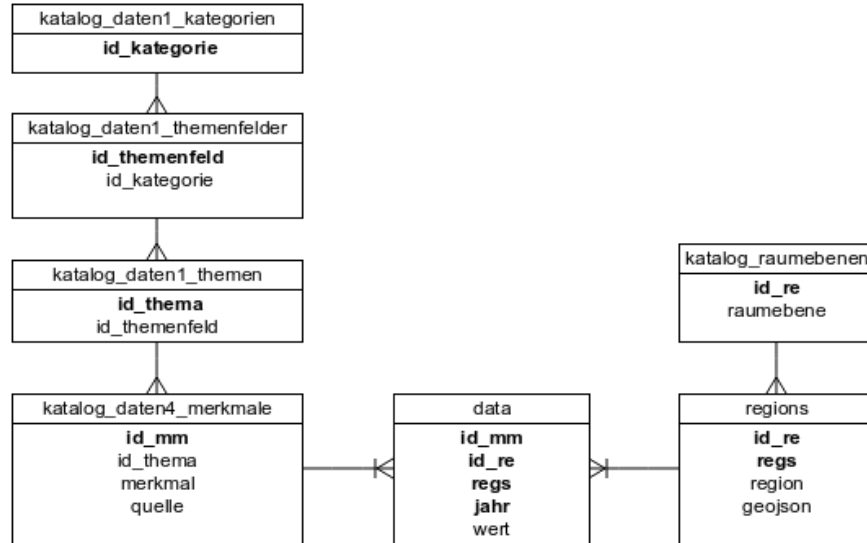 katalog_daten1_kategorien
id_kategorie
katalog_daten1_themenfelder
id_themenfeld
id_kategorie
katalog_daten1_themen
id_thema
id_themenfeld
katalog_raumebenen
id_re
raumebene
katalog_daten4_merkmale
id_mm
id_thema
merkmal
quelle
data
id_mm
id_re
regs
jahr
wert
regions
id_re
regs
region
geojson